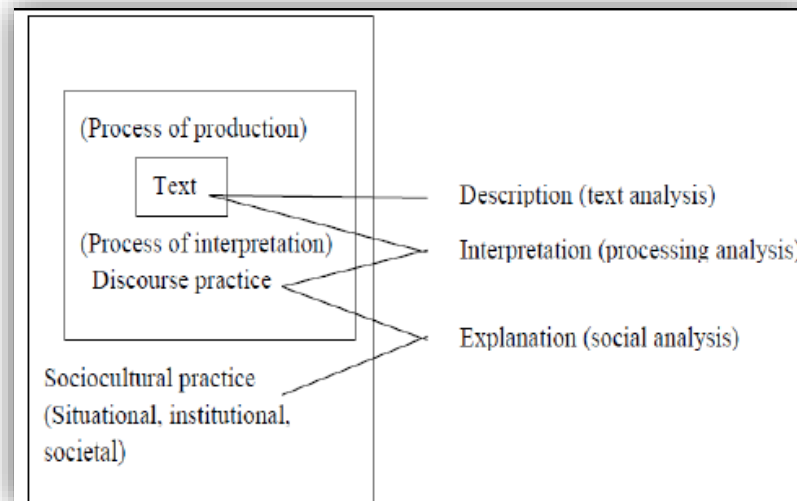 (Process of production)
Text
(Process of interpretation)
Discourse practice
Sociocultural practice
(Situational, institutional,
societal)
Description (text analysis)
Interpretation (processing analysis)
Explanation (social analysis)